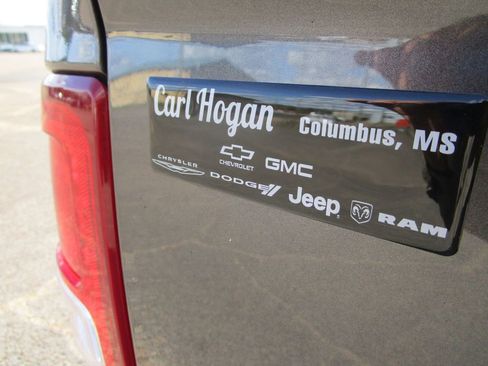 Carl Hogan Columbus, MS
CHEVROLET GMC
CHRYSLER DODGE Jeep RAM